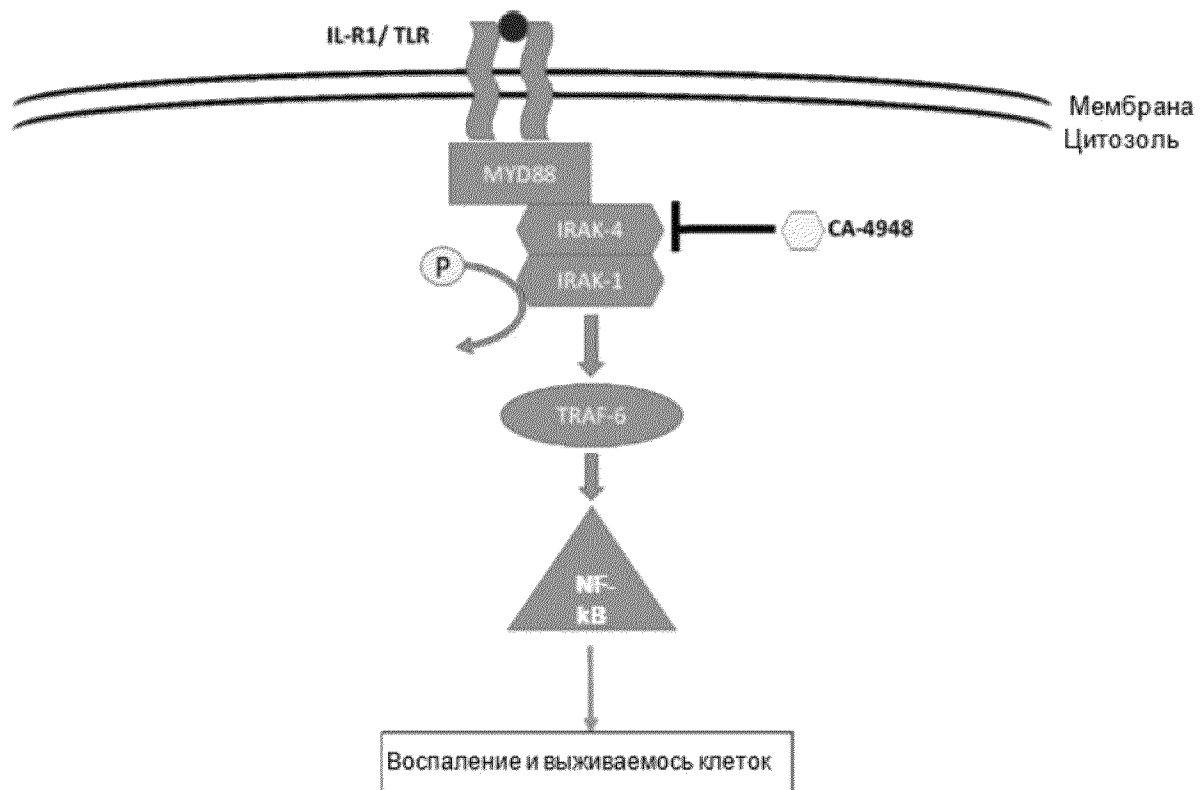 IL-R1/ TLR
Мембрана
Цитозоль
MYD88
IRAK-4
CA-4948
P
IRAK-1
TRAF-6
NF-
kB
Воспаление и выживаемось клеток